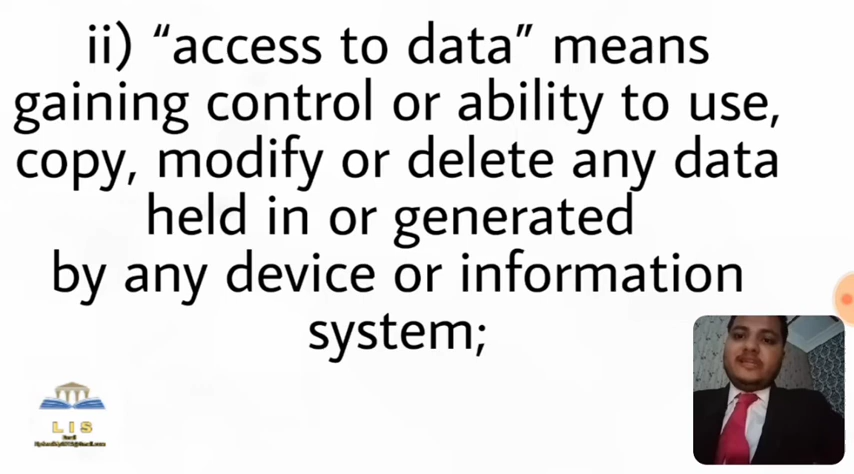 ii) “access to data” means
gaining control or ability to use,
copy, modify or delete any data
held in or generated
by any device or information
system;
L I S